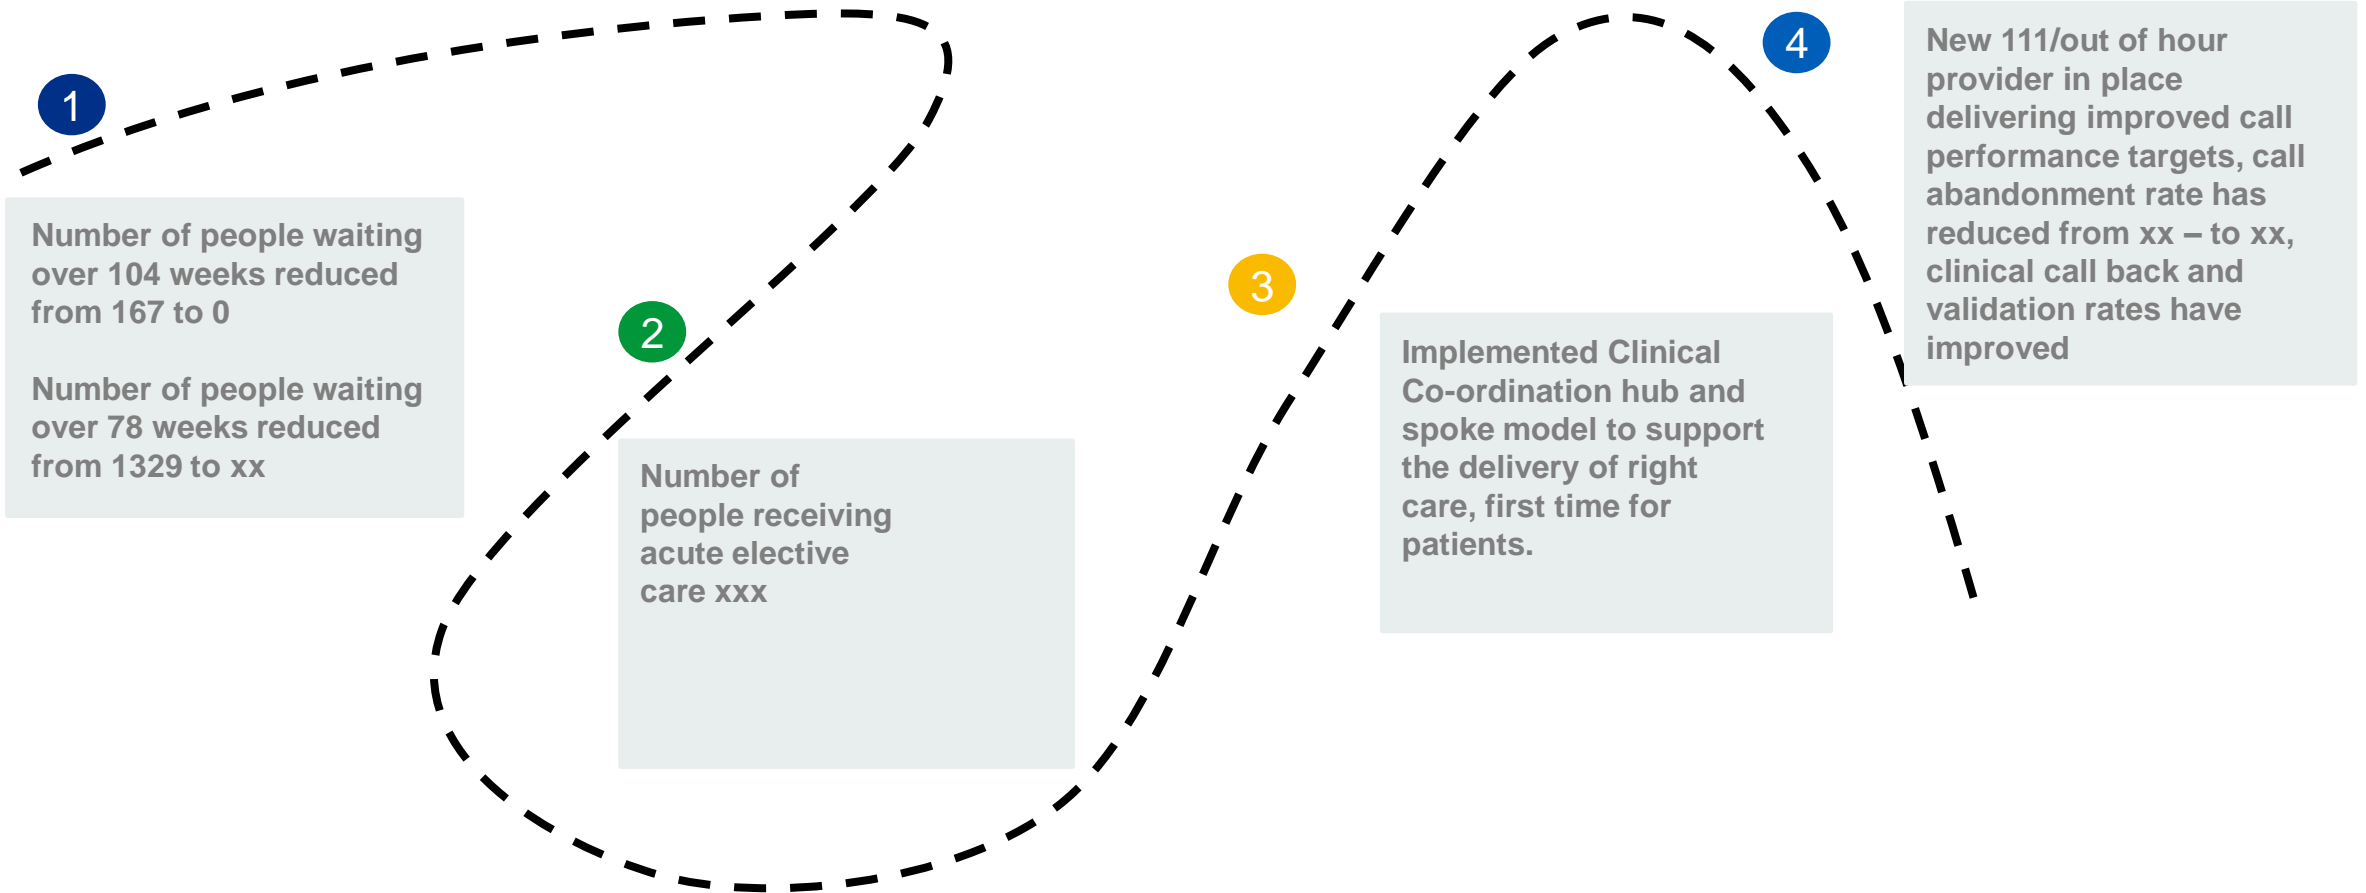 1
Number of people waiting
over 104 weeks reduced
from 167 to 0
Number of people waiting
over 78 weeks reduced
from 1329 to xx
2
Number of
people receiving
acute elective
care xxx
3
Implemented Clinical
Co-ordination hub and
spoke model to support
the delivery of right
care, first time for
patients.
4
New 111/out of hour
provider in place
delivering improved call
performance targets, call
abandonment rate has
reduced from xx – to xx,
clinical call back and
validation rates have
improved